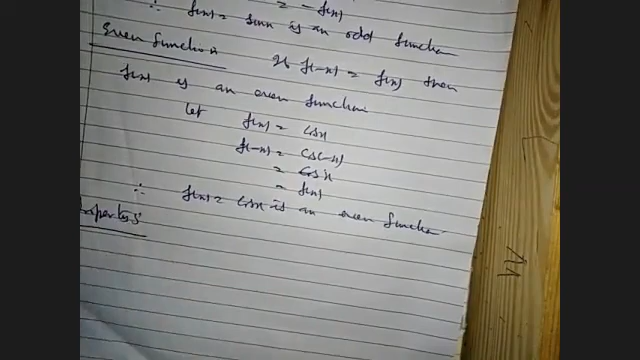 = -f(x)
∴ f(x) = sinx is an odd function
Even function If f(-x) = f(x) then
f(x) is an even function
let f(x) = cosx
f(-x) = cos(-x)
= cosx
= f(x)
∴ f(x) = cosx is an even function